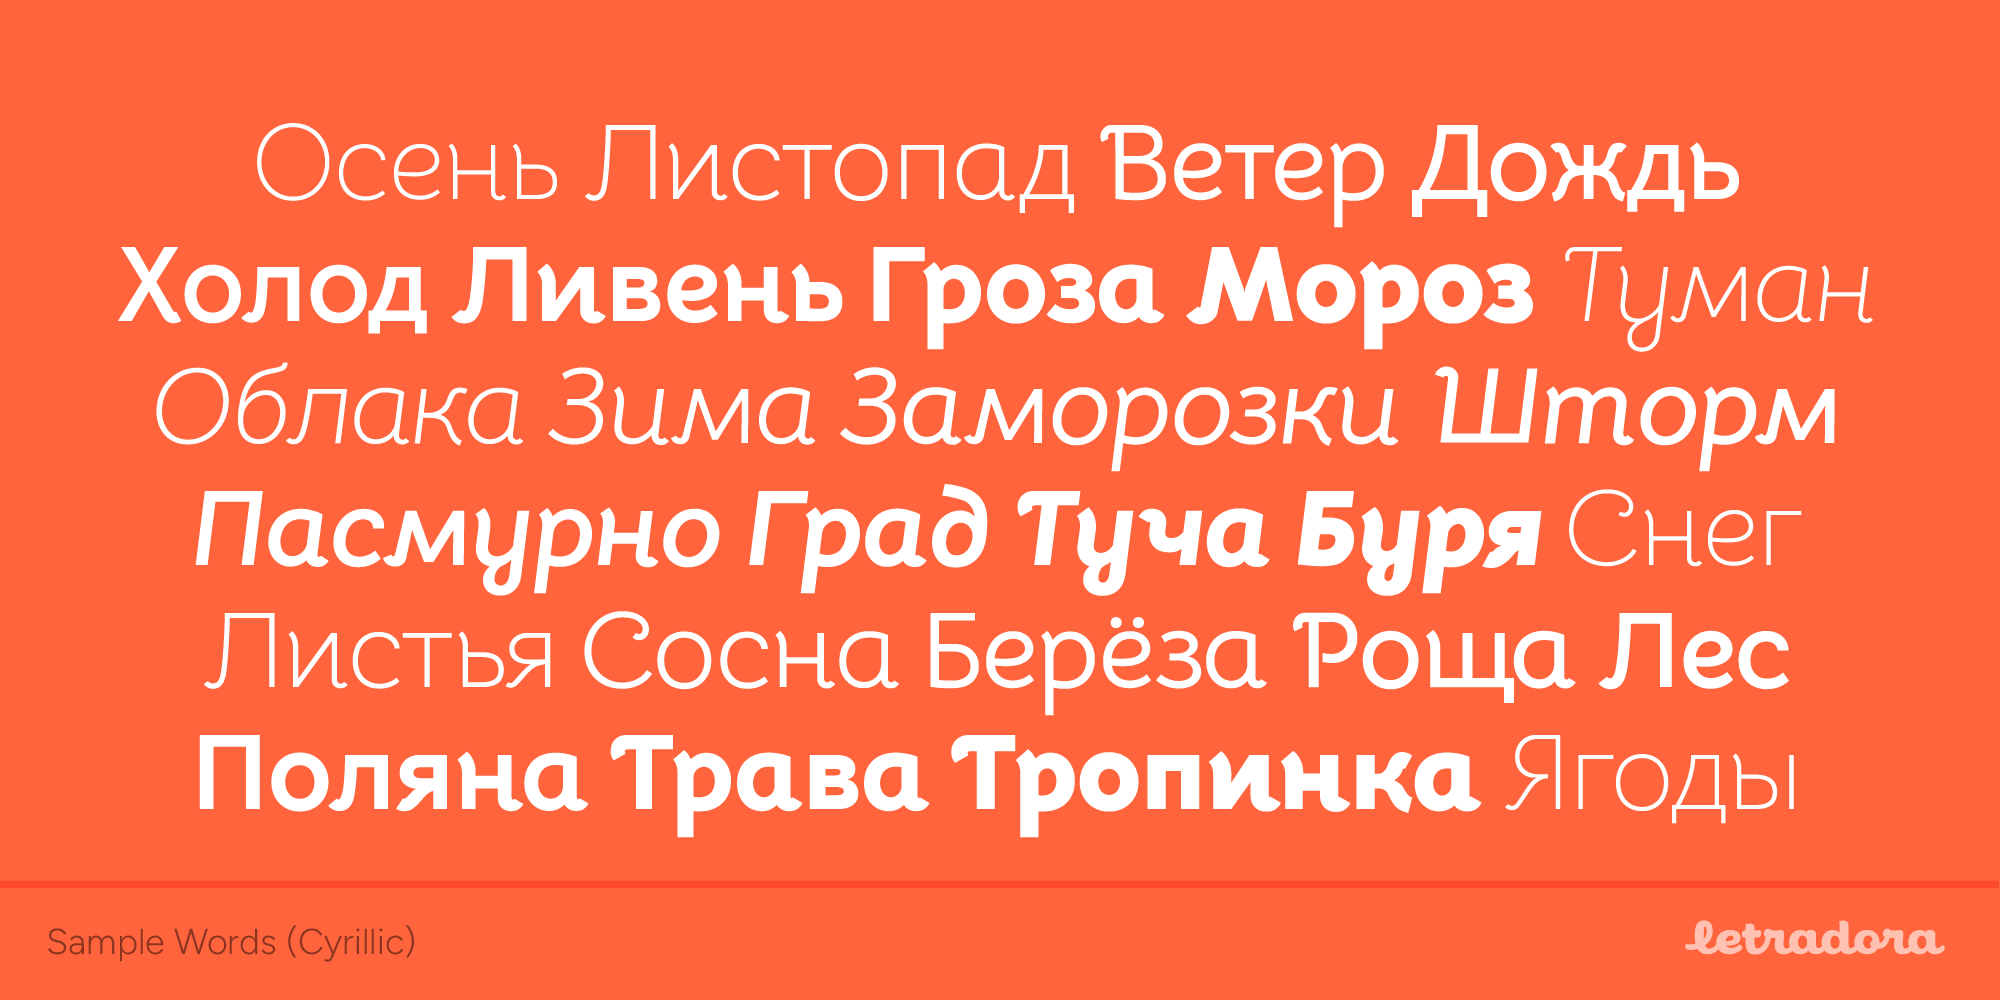 Осень Листопад Ветер Дождь
Холод Ливень Гроза Мороз Туман
Облака Зима Заморозки Шторм
Пасмурно Град Туча Буря Снег
Листья Сосна Берёза Роща Лес
Поляна Трава Тропинка Ягоды
Sample Words (Cyrillic)
letradora